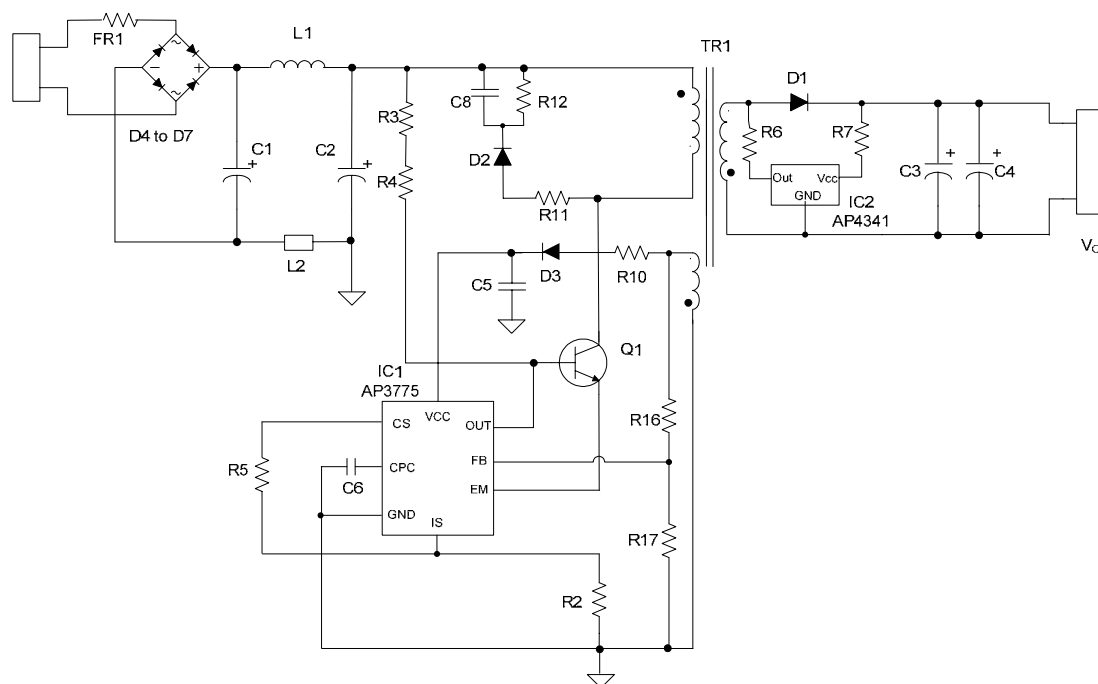 L1
TR1
FR1
~
D1
−
+
C8
R12
R3
R6
R7
~
D4 to D7
C1
+
C2
+
D2
+
+
Out
Vcc
C3
C4
R4
GND
R11
IC2
AP4341
L2
D3
R10
C5
Q1
IC1
AP3775
VCC
R16
CS
OUT
R5
CPC
FB
C6
EM
GND
IS
R17
R2